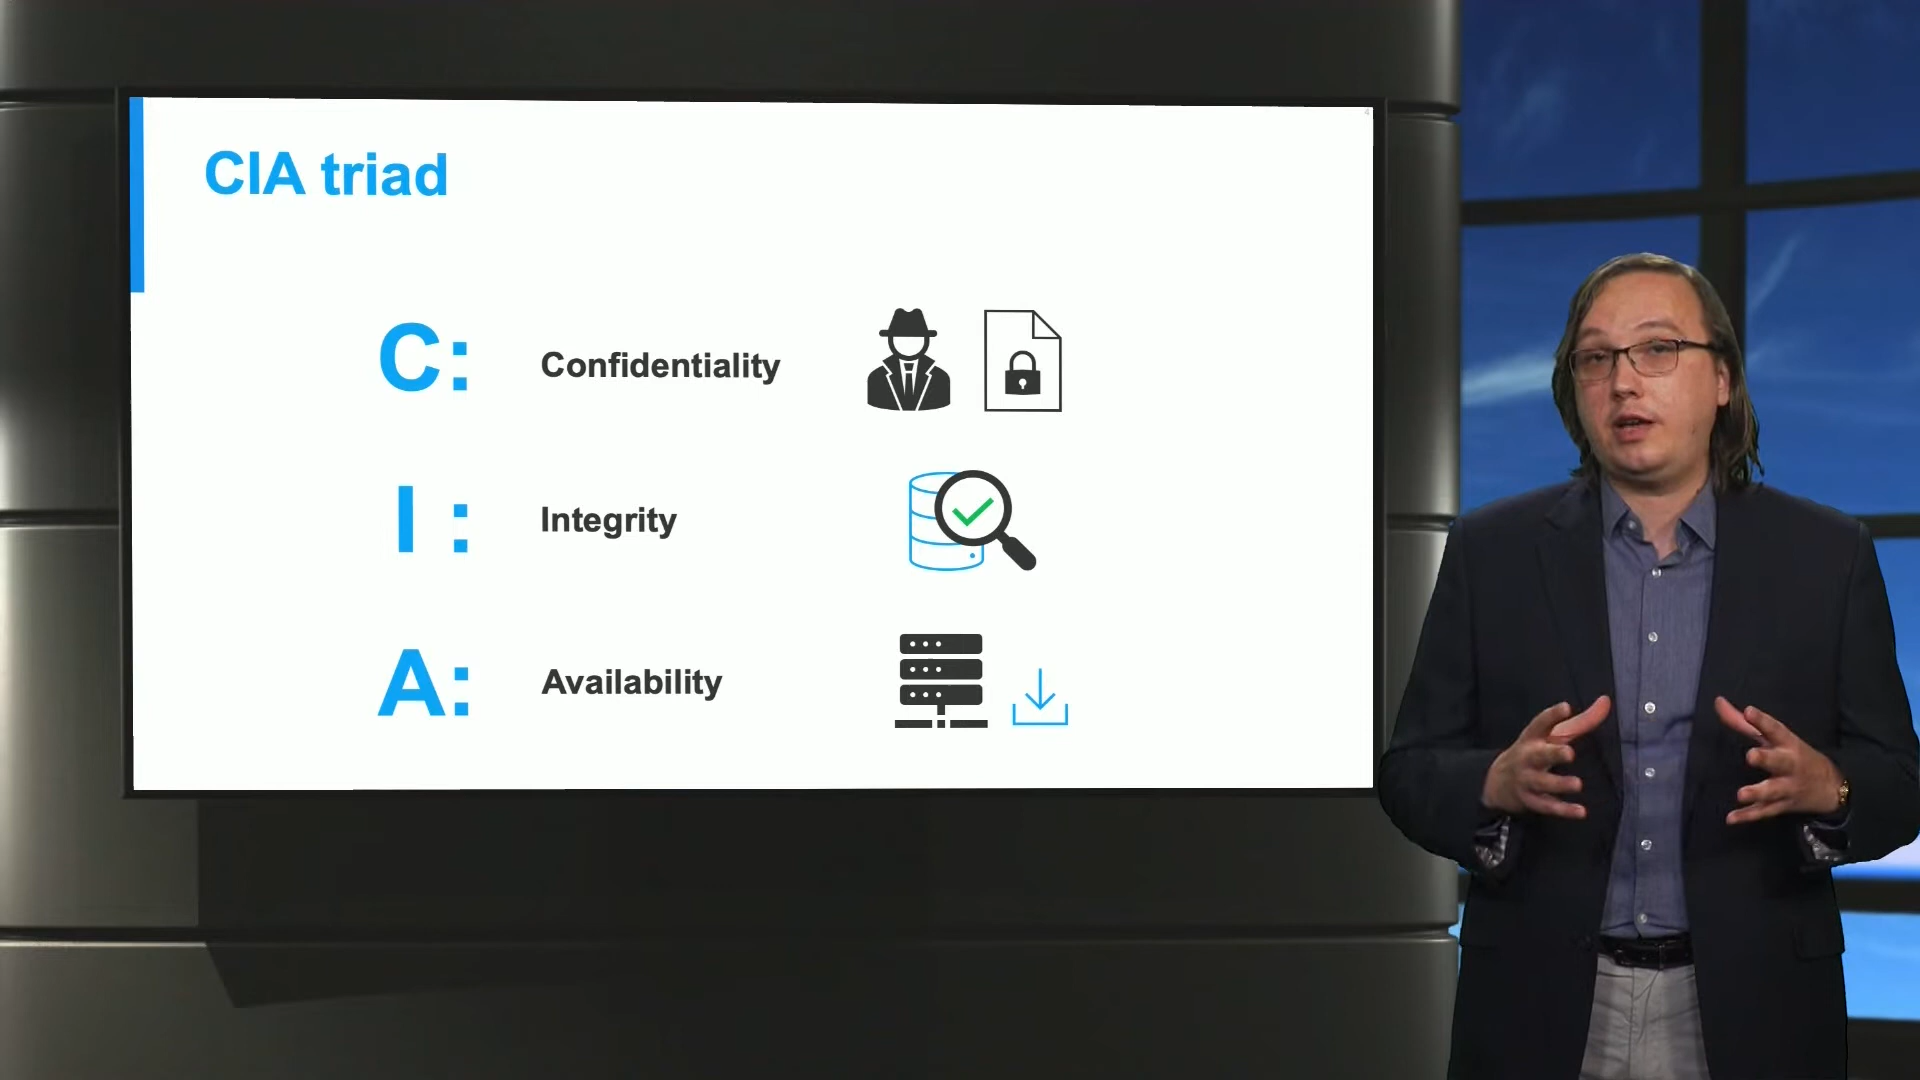 CIA triad
C: Confidentiality
I : Integrity
A: Availability